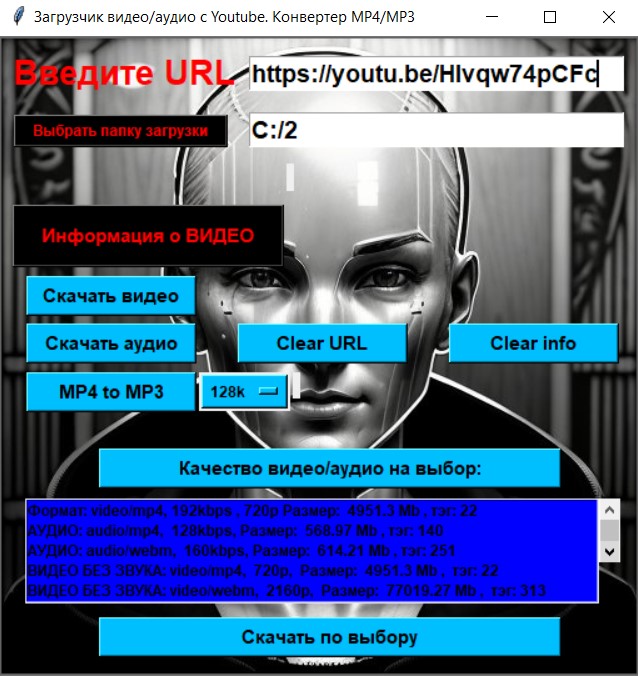 Загрузчик видео/аудио с Youtube. Конвертер MP4/MP3
Введите URL https://youtu.be/HIvqw74pCFc
Выбрать папку загрузки C:/2
Информация о ВИДЕО
Скачать видео
Скачать аудио Clear URL Clear info
MP4 to MP3 128k
Качество видео/аудио на выбор:
Формат: video/mp4, 192kbps , 720p Размер: 4951.3 Mb , тэг: 22
АУДИО: audio/mp4, 128kbps, Размер: 568.97 Mb , тэг: 140
АУДИО: audio/webm, 160kbps, Размер: 614.21 Mb , тэг: 251
ВИДЕО БЕЗ ЗВУКА: video/mp4, 720p, Размер: 4951.3 Mb , тэг: 22
ВИДЕО БЕЗ ЗВУКА: video/webm, 2160p, Размер: 77019.27 Mb , тэг: 313
Скачать по выбору